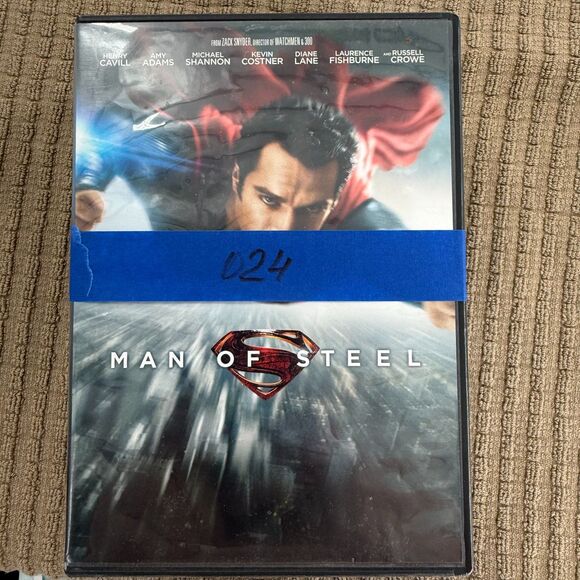 FROM ZACK SNYDER, DIRECTOR OF WATCHMEN & 300
HENRY CAVILL AMY ADAMS MICHAEL SHANNON KEVIN COSTNER DIANE LANE LAURENCE FISHBURNE AND RUSSELL CROWE
024
MAN OF STEEL